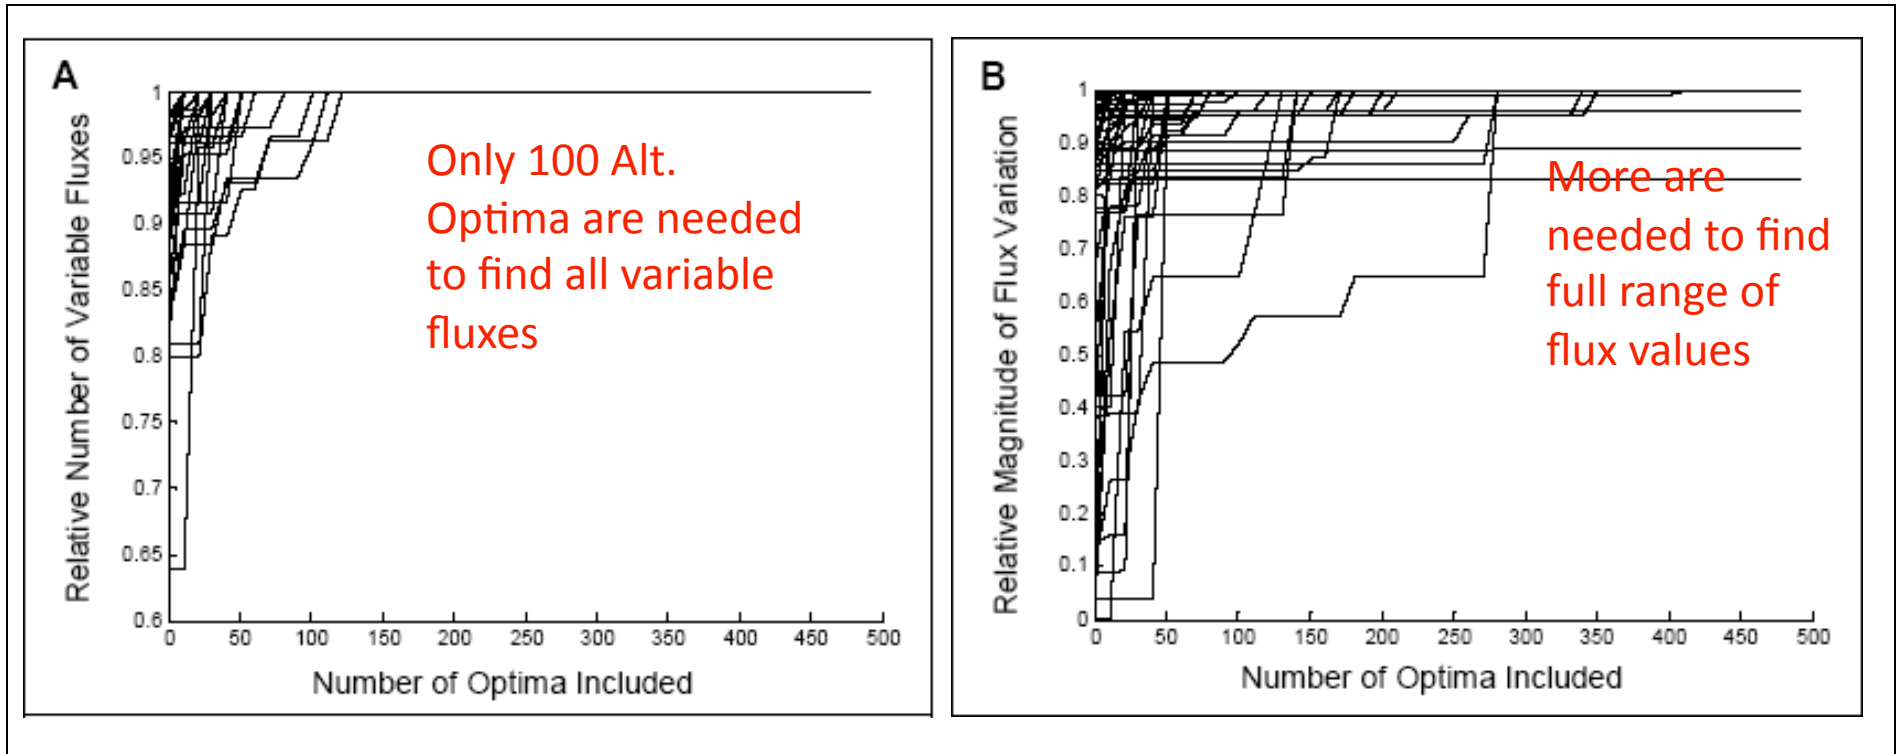 A
Relative Number of Variable Fluxes
1
0.95
0.9
0.85
0.8
0.75
0.7
0.65
0.6
0 50 100 150 200 250 300 350 400 450 500
Number of Optima Included
Only 100 Alt.
Optima are needed
to find all variable
fluxes
B
Relative Magnitude of Flux Variation
1
0.9
0.8
0.7
0.6
0.5
0.4
0.3
0.2
0.1
0
0 50 100 150 200 250 300 350 400 450 500
Number of Optima Included
More are
needed to find
full range of
flux values